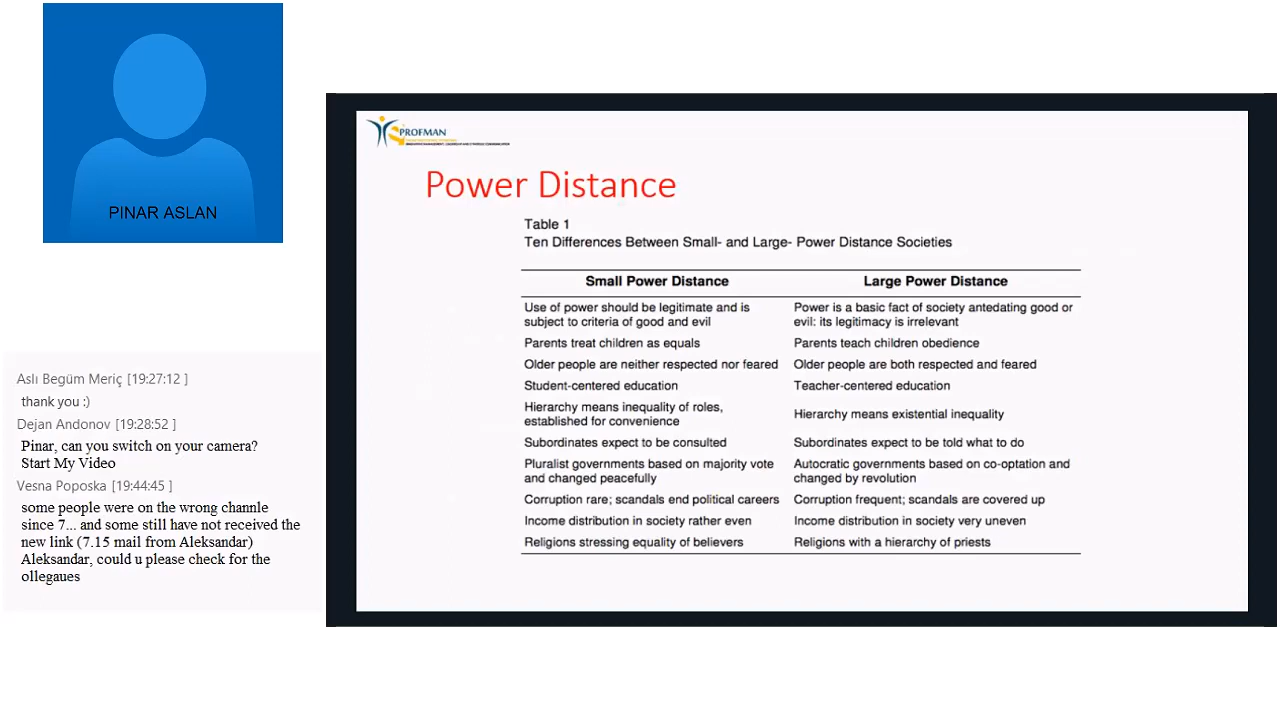 PINAR ASLAN
Aslı Begüm Meriç [19:27:12 ]
thank you :)
Dejan Andonov [19:28:52 ]
Pinar, can you switch on your camera?
Start My Video
Vesna Poposka [19:44:45 ]
some people were on the wrong channle
since 7... and some still have not received the
new link (7.15 mail from Aleksandar)
Aleksandar, could u please check for the
ollegaues
PROFMAN
Power Distance
Table 1
Ten Differences Between Small- and Large- Power Distance Societies
Small Power Distance Large Power Distance
Use of power should be legitimate and is Power is a basic fact of society antedating good or
subject to criteria of good and evil evil: its legitimacy is irrelevant
Parents treat children as equals Parents teach children obedience
Older people are neither respected nor feared Older people are both respected and feared
Student-centered education Teacher-centered education
Hierarchy means inequality of roles,
established for convenience Hierarchy means existential inequality
Subordinates expect to be consulted Subordinates expect to be told what to do
Pluralist governments based on majority vote Autocratic governments based on co-optation and
and changed peacefully changed by revolution
Corruption rare; scandals end political careers Corruption frequent; scandals are covered up
Income distribution in society rather even Income distribution in society very uneven
Religions stressing equality of believers Religions with a hierarchy of priests